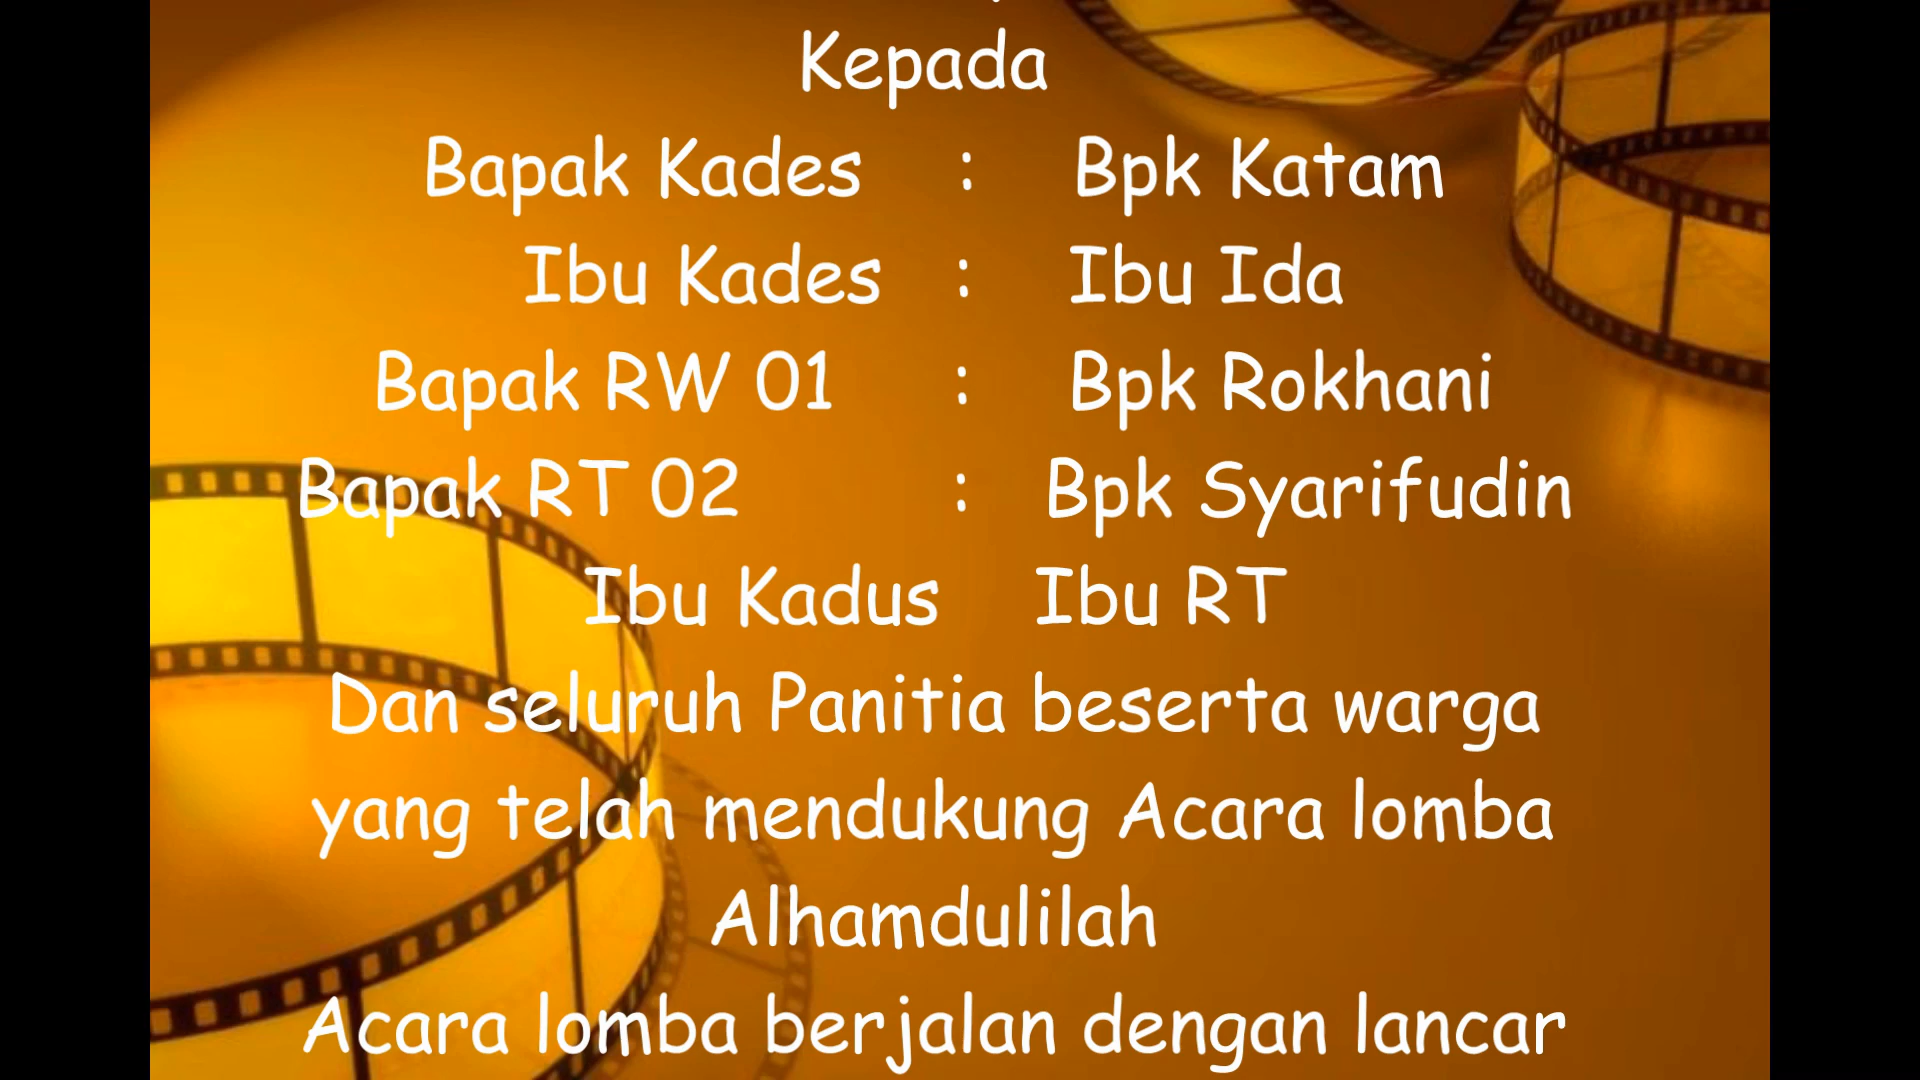 Kepada
Bapak Kades : Bpk Katam
Ibu Kades : Ibu Ida
Bapak RW 01 : Bpk Rokhani
Bapak RT 02 : Bpk Syarifudin
Ibu Kadus Ibu RT
Dan seluruh Panitia beserta warga
yang telah mendukung Acara lomba
Alhamdulilah
Acara lomba berjalan dengan lancar